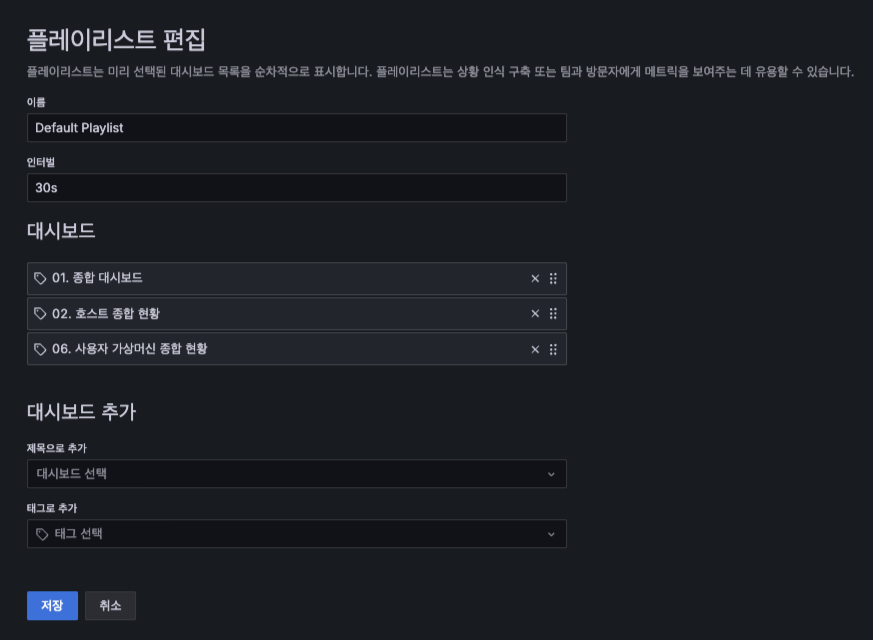 플레이리스트 편집
플레이리스트는 미리 선택된 대시보드 목록을 순차적으로 표시합니다. 플레이리스트는 상황 인식 구축 또는 팀과 방문자에게 메트릭을 보여주는 데 유용할 수 있습니다.
이름
Default Playlist
인터벌
30s
대시보드
01. 종합 대시보드
02. 호스트 종합 현황
06. 사용자 가상머신 종합 현황
대시보드 추가
제목으로 추가
대시보드 선택
태그로 추가
태그 선택
저장 취소